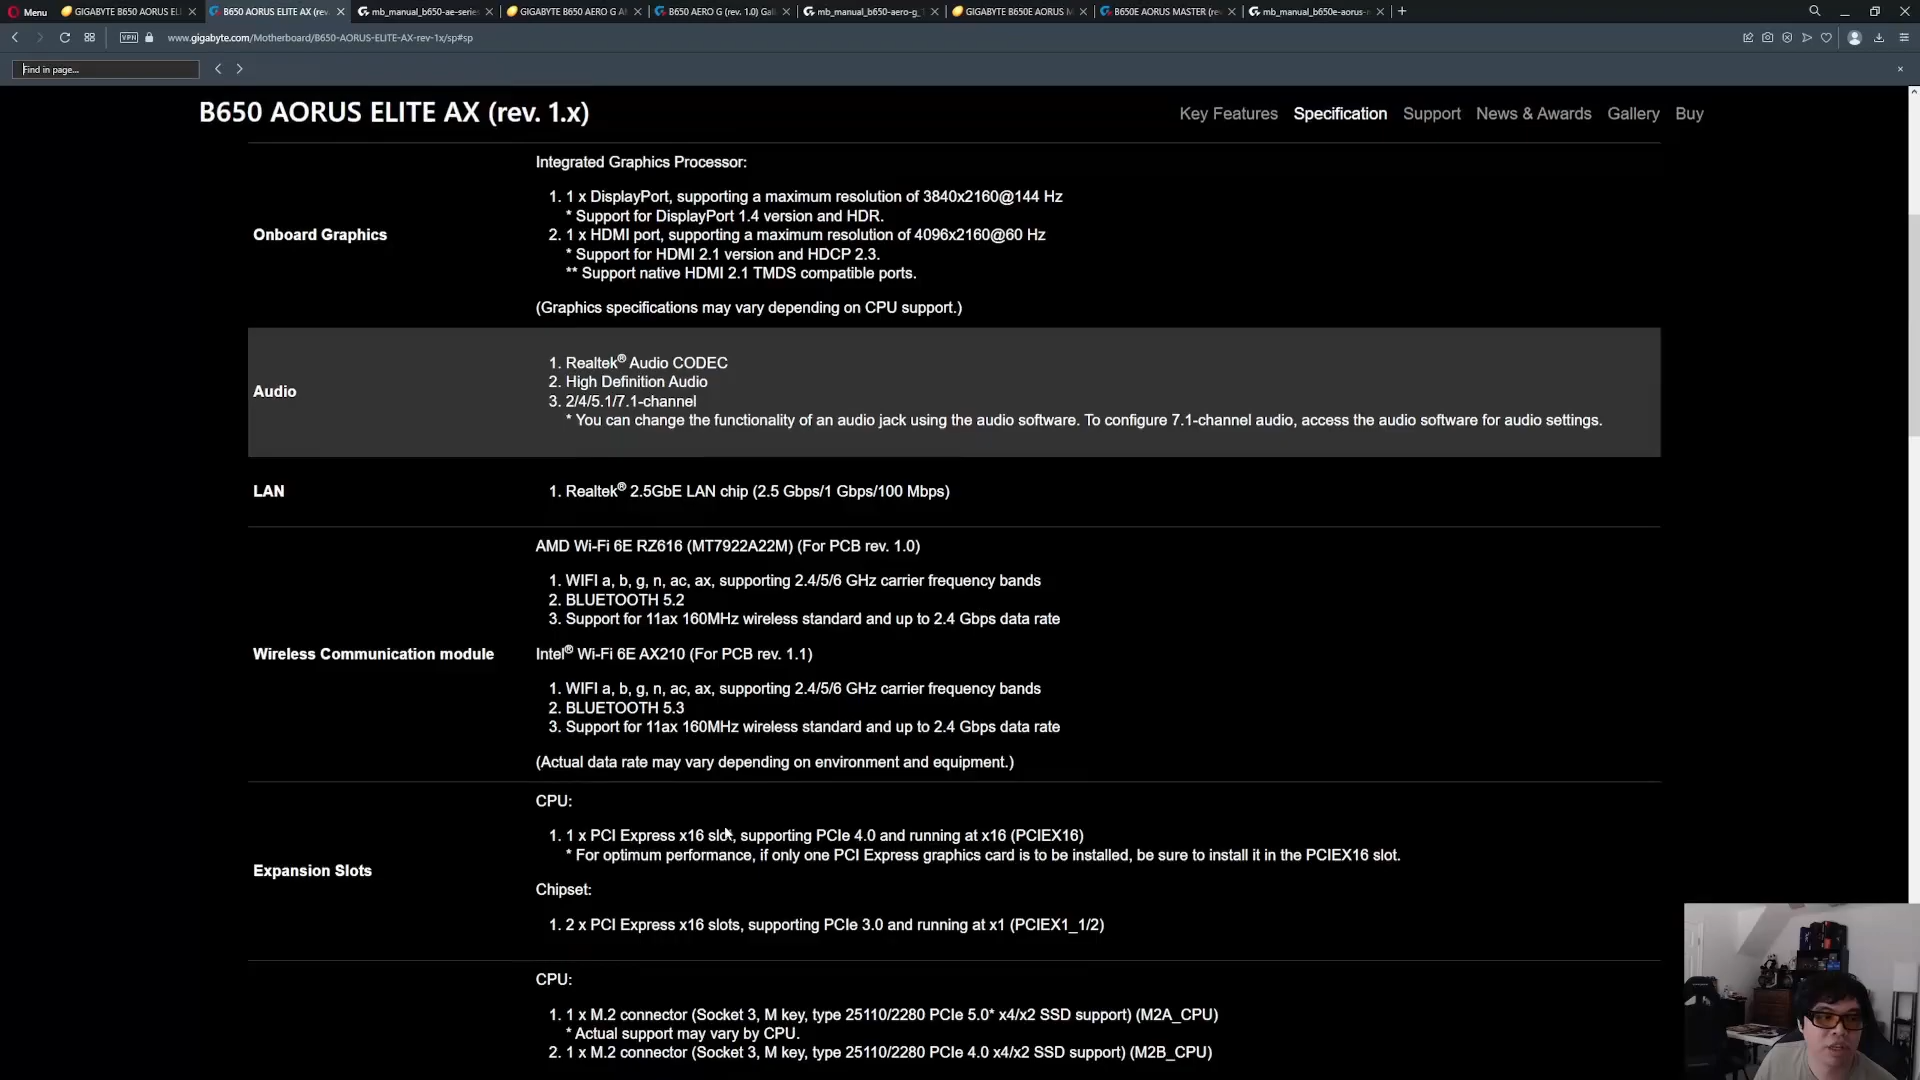 Menu
GIGABYTE B650 AORUS EL
B650 AORUS ELITE AX (rev.
mb_manual_b650-ae-series
GIGABYTE B650 AERO G A
B650 AERO G (rev. 1.0) Gal
mb_manual_b650-aero-g_
GIGABYTE B650E AORUS M
B650E AORUS MASTER (rev
mb_manual_b650e-aorus-
VPN
www.gigabyte.com/Motherboard/B650-AORUS-ELITE-AX-rev-1x/sp#sp
Find in page...
B650 AORUS ELITE AX (rev. 1.x)
Key Features Specification Support News & Awards Gallery Buy
Integrated Graphics Processor:
1. 1 x DisplayPort, supporting a maximum resolution of 3840x2160@144 Hz
* Support for DisplayPort 1.4 version and HDR.
Onboard Graphics
2. 1 x HDMI port, supporting a maximum resolution of 4096x2160@60 Hz
* Support for HDMI 2.1 version and HDCP 2.3.
** Support native HDMI 2.1 TMDS compatible ports.
(Graphics specifications may vary depending on CPU support.)
Audio
1. Realtek® Audio CODEC
2. High Definition Audio
3. 2/4/5.1/7.1-channel
* You can change the functionality of an audio jack using the audio software. To configure 7.1-channel audio, access the audio software for audio settings.
LAN
1. Realtek® 2.5GbE LAN chip (2.5 Gbps/1 Gbps/100 Mbps)
AMD Wi-Fi 6E RZ616 (MT7922A22M) (For PCB rev. 1.0)
1. WIFI a, b, g, n, ac, ax, supporting 2.4/5/6 GHz carrier frequency bands
2. BLUETOOTH 5.2
3. Support for 11ax 160MHz wireless standard and up to 2.4 Gbps data rate
Wireless Communication module
Intel® Wi-Fi 6E AX210 (For PCB rev. 1.1)
1. WIFI a, b, g, n, ac, ax, supporting 2.4/5/6 GHz carrier frequency bands
2. BLUETOOTH 5.3
3. Support for 11ax 160MHz wireless standard and up to 2.4 Gbps data rate
(Actual data rate may vary depending on environment and equipment.)
CPU:
1. 1 x PCI Express x16 slot, supporting PCIe 4.0 and running at x16 (PCIEX16)
* For optimum performance, if only one PCI Express graphics card is to be installed, be sure to install it in the PCIEX16 slot.
Expansion Slots
Chipset:
1. 2 x PCI Express x16 slots, supporting PCIe 3.0 and running at x1 (PCIEX1_1/2)
CPU:
1. 1 x M.2 connector (Socket 3, M key, type 25110/2280 PCIe 5.0* x4/x2 SSD support) (M2A_CPU)
* Actual support may vary by CPU.
2. 1 x M.2 connector (Socket 3, M key, type 25110/2280 PCIe 4.0 x4/x2 SSD support) (M2B_CPU)